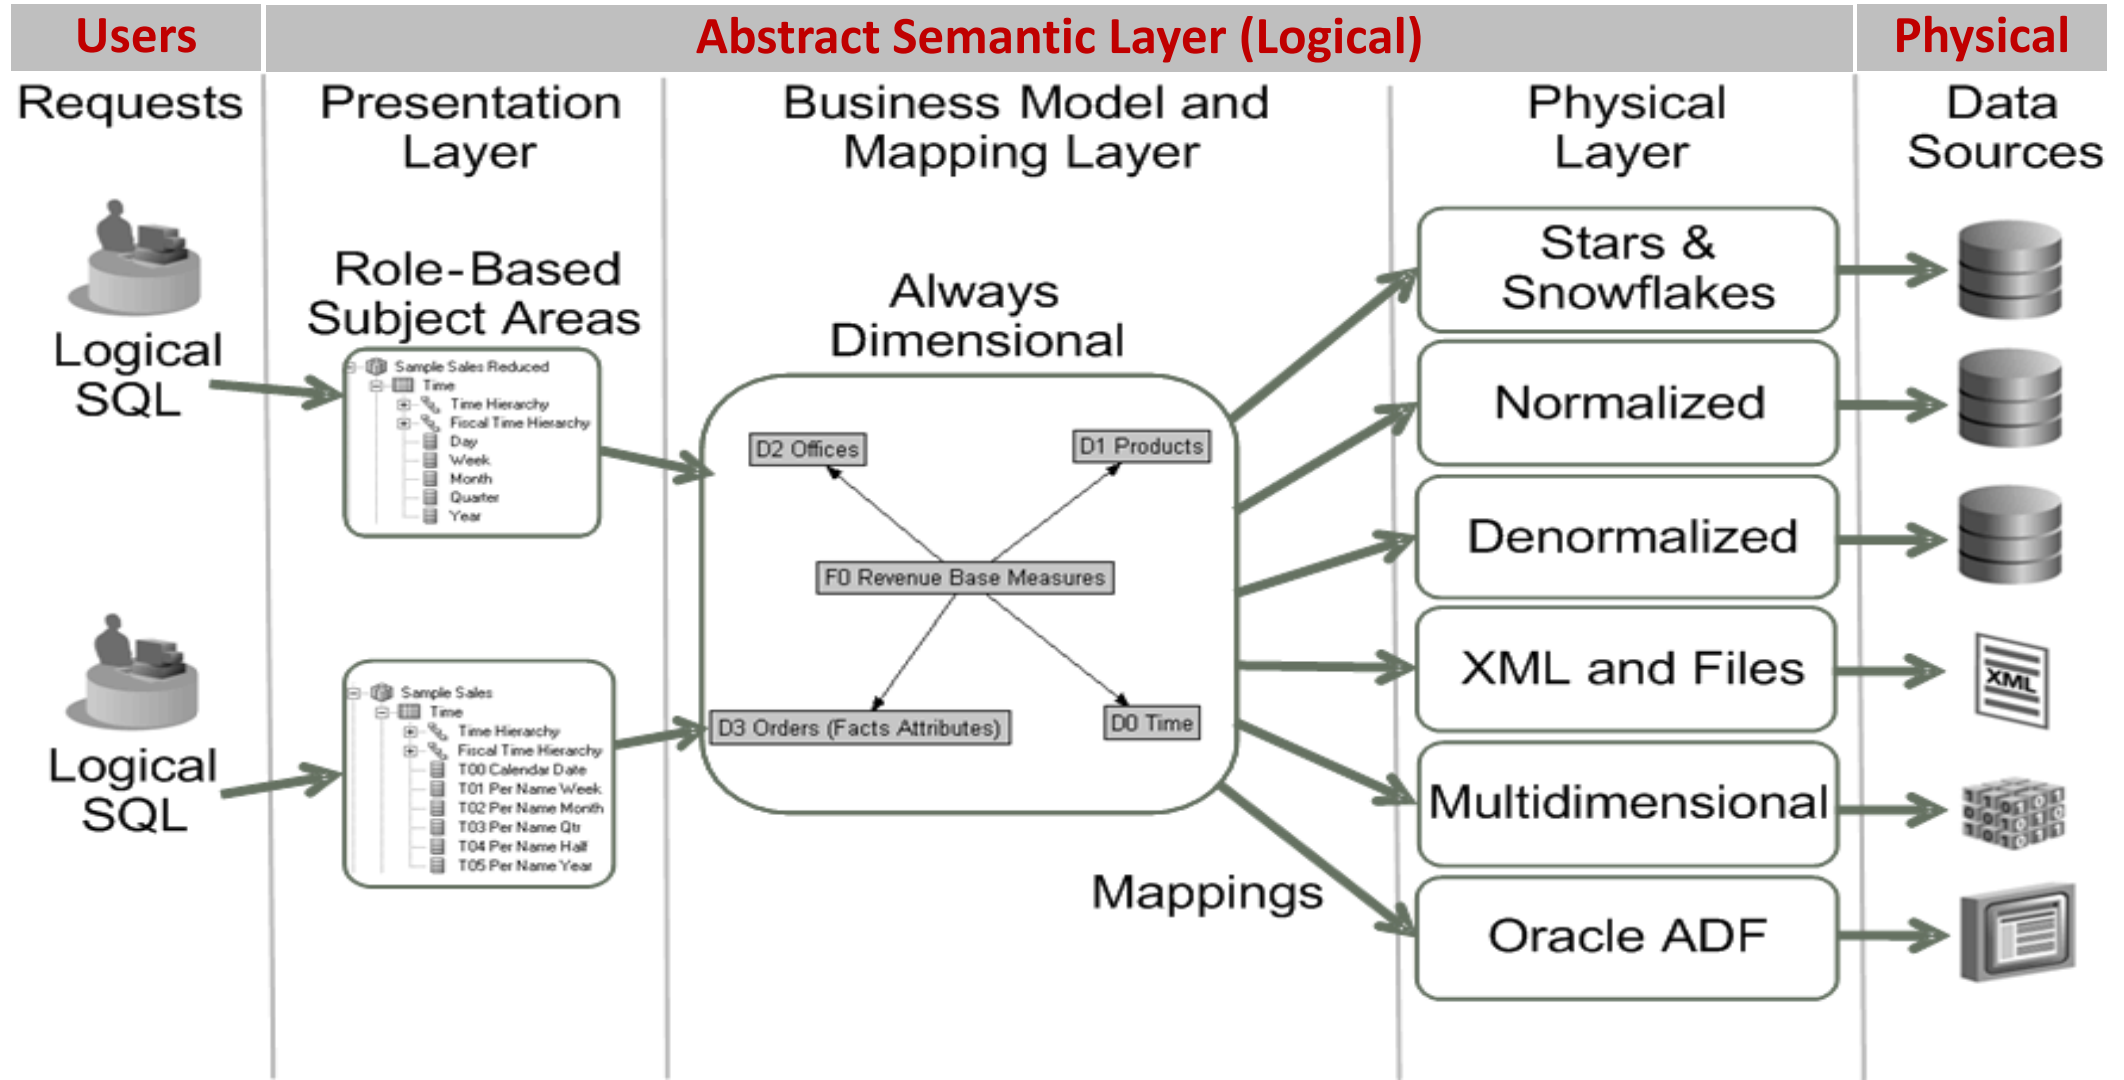 Users
Abstract Semantic Layer (Logical)
Physical
Requests
Presentation
Layer
Business Model and
Mapping Layer
Physical
Layer
Data
Sources
Logical
SQL
Role-Based
Subject Areas
Sample Sales Reduced
Time
Time Hierarchy
Fiscal Time Hierarchy
Day
Week
Month
Quarter
Year
Logical
SQL
Sample Sales
Time
Time Hierarchy
Fiscal Time Hierarchy
T00 Calendar Date
T01 Per Name Week
T02 Per Name Month
T03 Per Name Qtr
T04 Per Name Half
T05 Per Name Year
Always
Dimensional
D2 Offices
D1 Products
F0 Revenue Base Measures
D3 Orders (Facts Attributes)
D0 Time
Mappings
Stars &
Snowflakes
Normalized
Denormalized
XML and Files
XML
Multidimensional
Oracle ADF